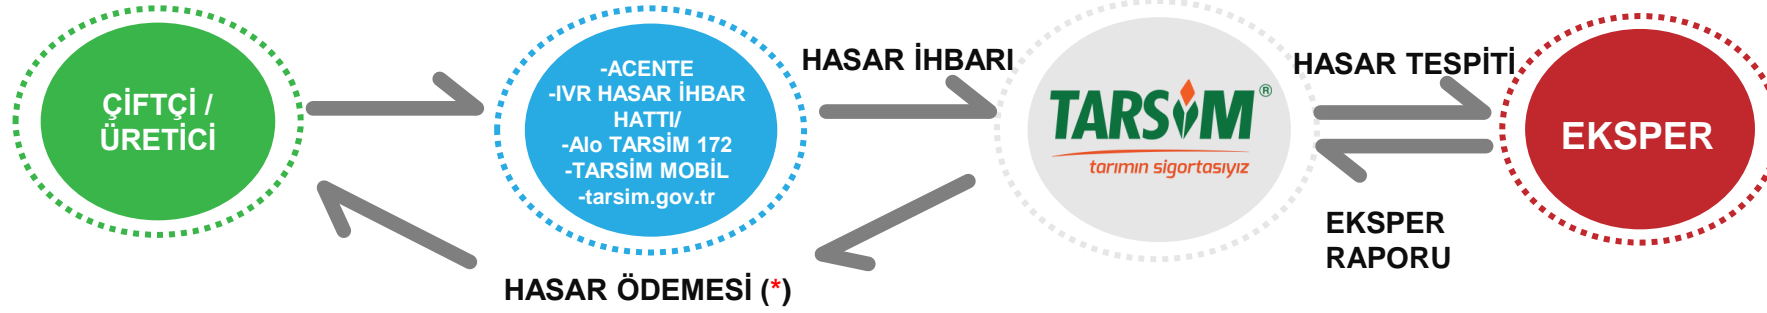 ÇİFTÇİ /
ÜRETİCİ
-ACENTE
-IVR HASAR İHBAR
HATTI/
-Alo TARSİM 172
-TARSİM MOBİL
-tarsim.gov.tr
HASAR İHBARI
TARSİM®
tarımın sigortasıyız
HASAR TESPİTİ
EKSPER
EKSPER
RAPORU
HASAR ÖDEMESİ (*)